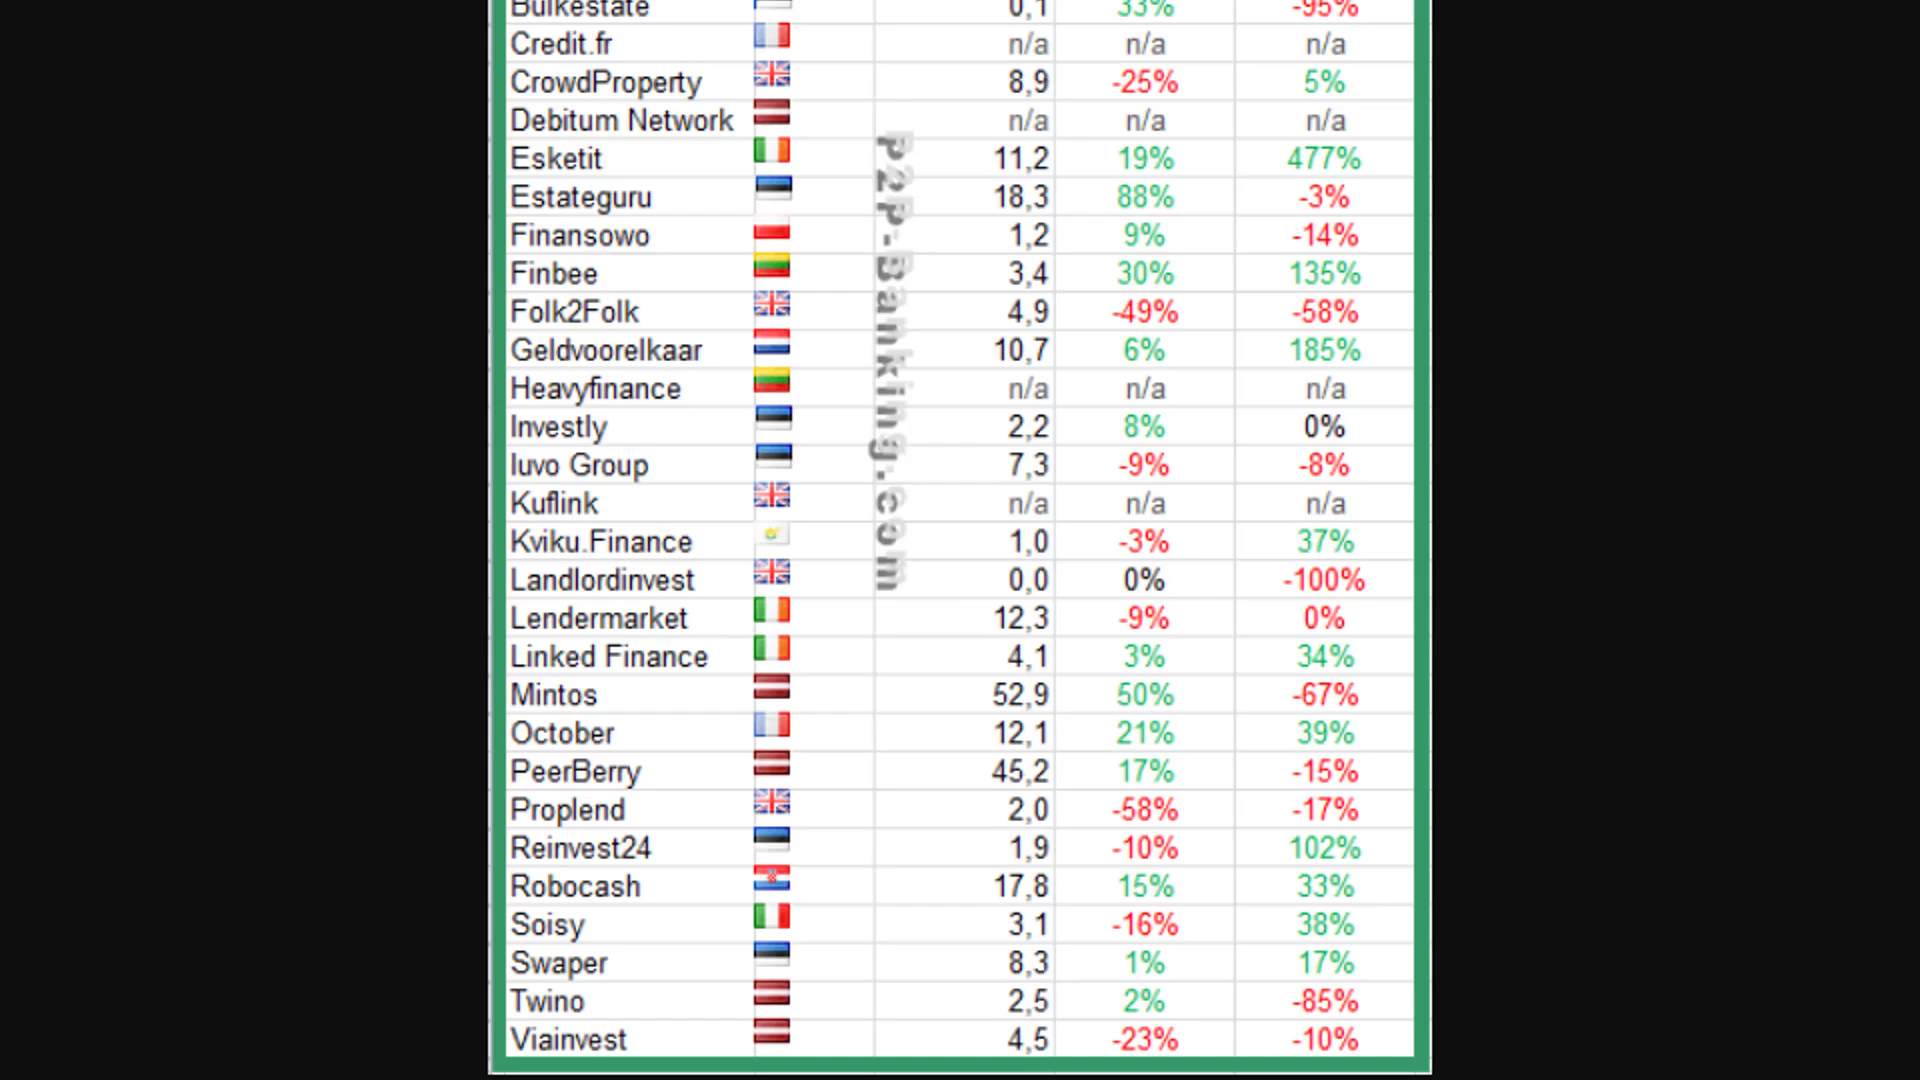 Bulkestate 0,1 33% -95%
Credit.fr n/a n/a n/a
CrowdProperty 8,9 -25% 5%
Debitum Network n/a n/a n/a
Esketit 11,2 19% 477%
Estateguru 18,3 88% -3%
Finansowo 1,2 9% -14%
Finbee 3,4 30% 135%
Folk2Folk 4,9 -49% -58%
Geldvoorelkaar 10,7 6% 185%
Heavyfinance n/a n/a n/a
Investly 2,2 8% 0%
Iuvo Group 7,3 -9% -8%
Kuflink n/a n/a n/a
Kviku.Finance 1,0 -3% 37%
Landlordinvest 0,0 0% -100%
Lendermarket 12,3 -9% 0%
Linked Finance 4,1 3% 34%
Mintos 52,9 50% -67%
October 12,1 21% 39%
PeerBerry 45,2 17% -15%
Proplend 2,0 -58% -17%
Reinvest24 1,9 -10% 102%
Robocash 17,8 15% 33%
Soisy 3,1 -16% 38%
Swaper 8,3 1% 17%
Twino 2,5 2% -85%
Viainvest 4,5 -23% -10%
P2P-Banking.com